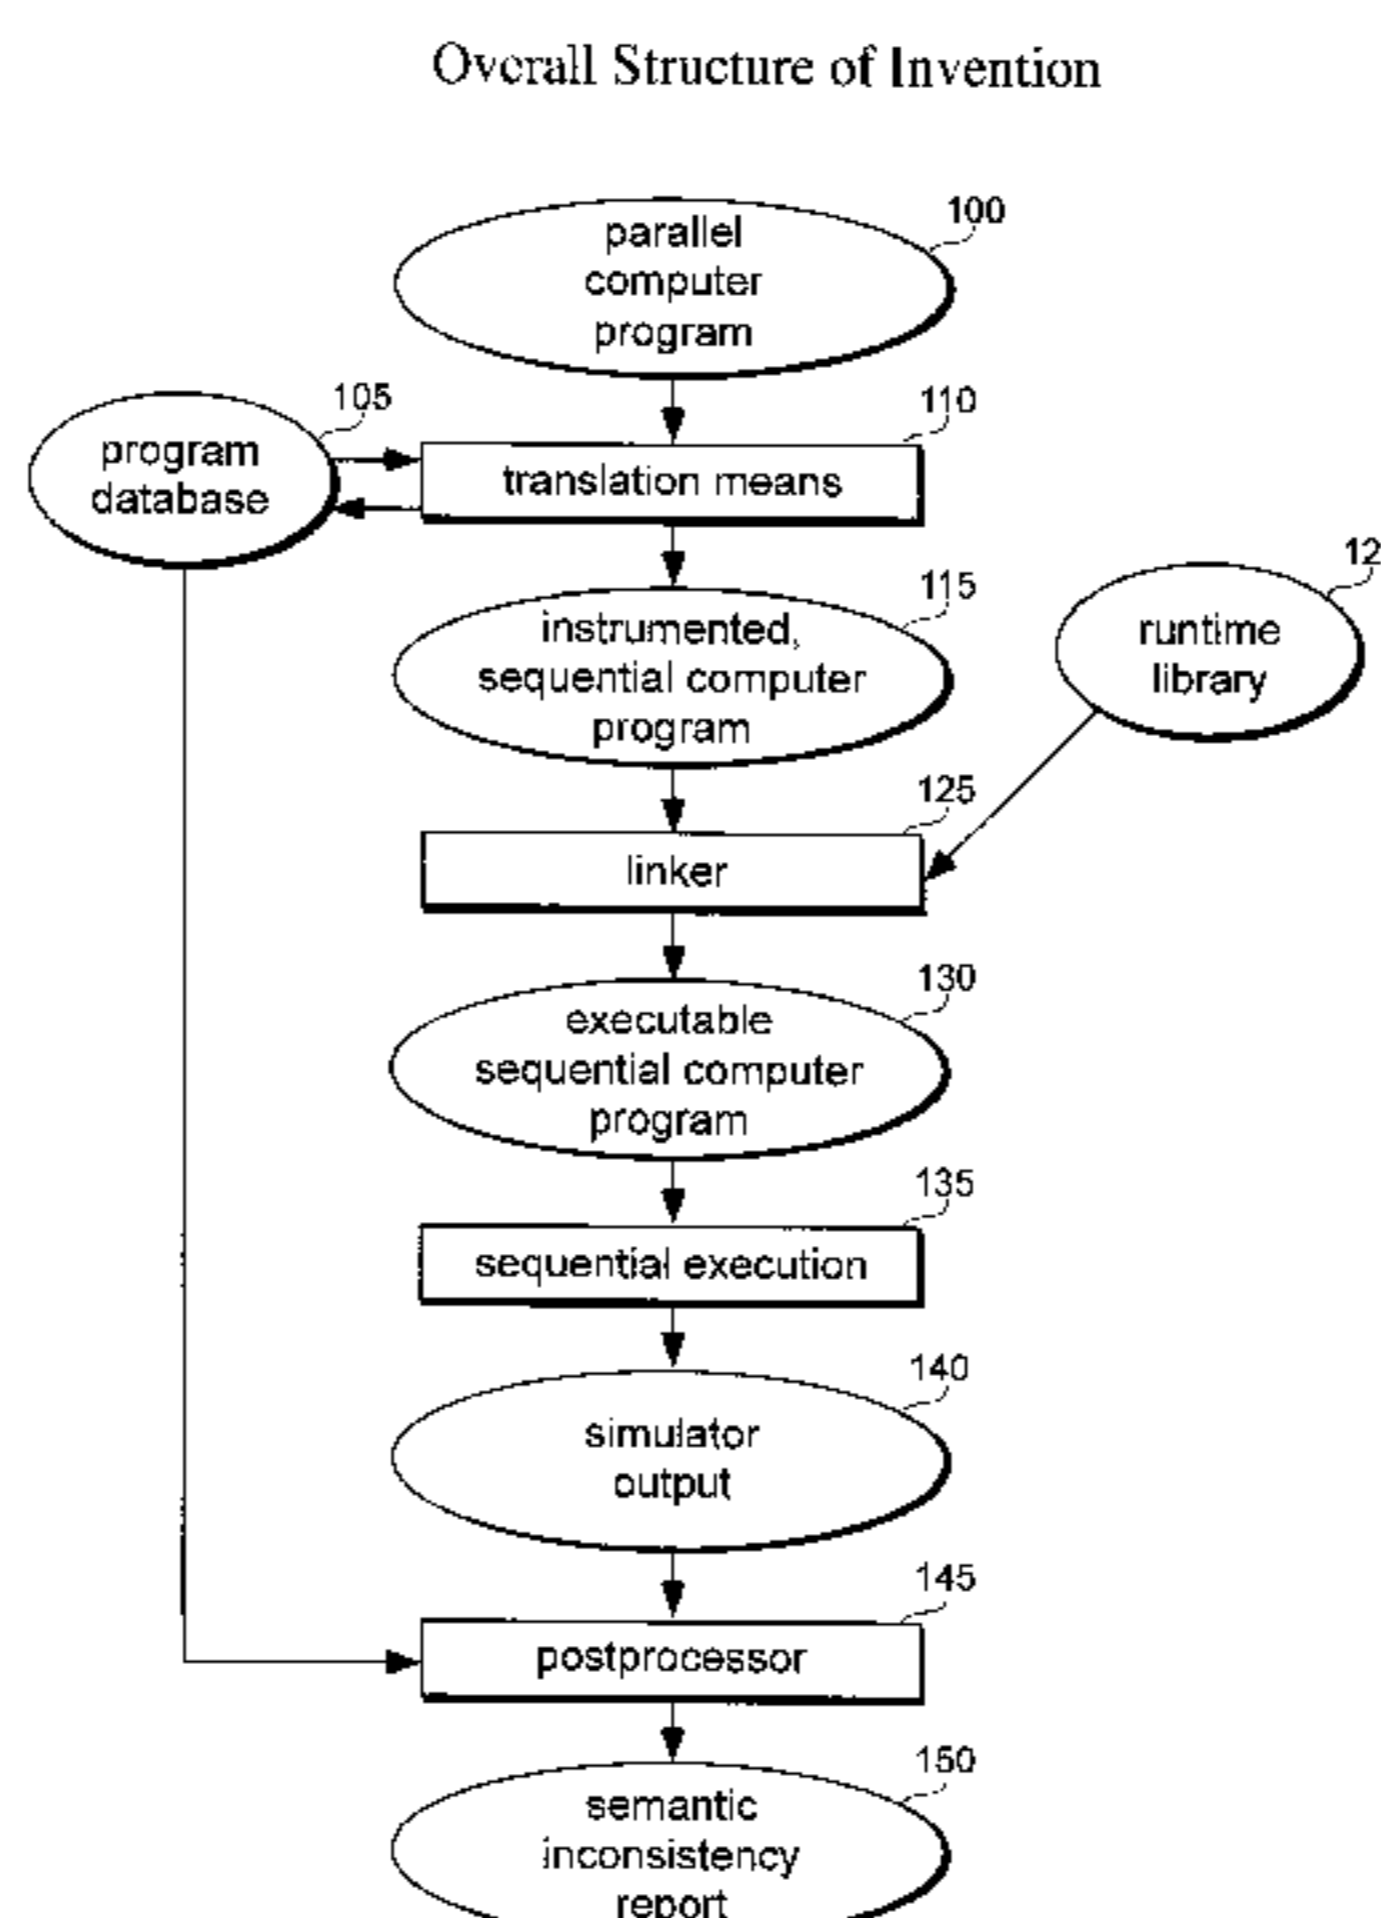 Overall Structure of Invention
100
parallel
computer
program
105
program
database
110
translation means
115
instrumented,
sequential computer
program
12
runtime
library
125
linker
130
executable
sequential computer
program
135
sequential execution
140
simulator
output
145
postprocessor
150
semantic
inconsistency
report